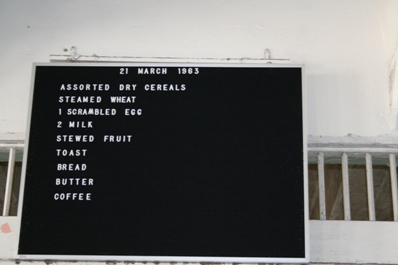 21 MARCH 1963
ASSORTED DRY CEREALS
STEAMED WHEAT
1 SCRAMBLED EGG
2 MILK
STEWED FRUIT
TOAST
BREAD
BUTTER
COFFEE